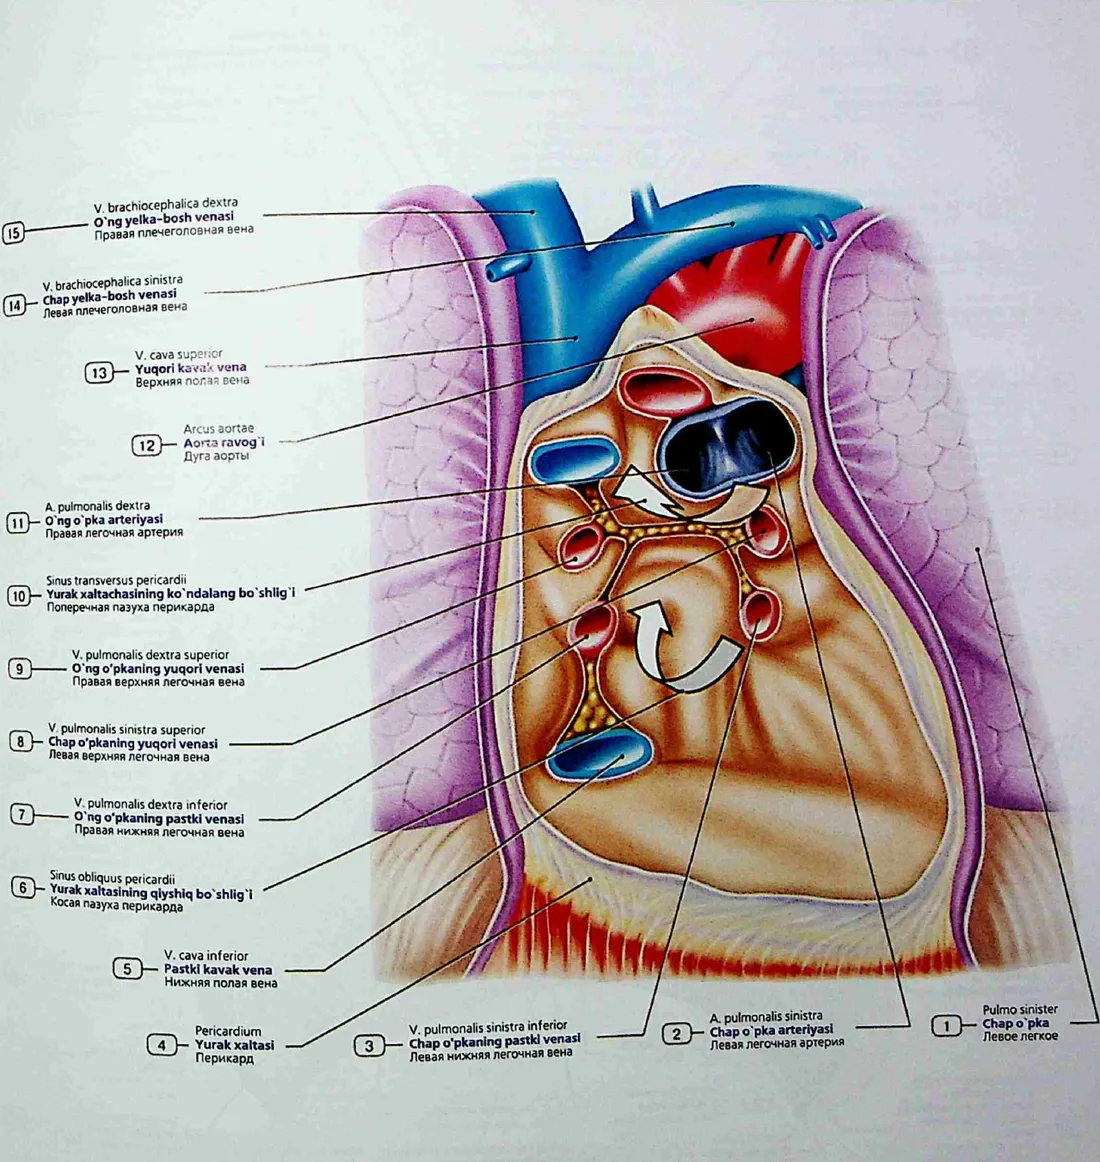 15
V. brachiocephalica dextra
O`ng yelka-bosh venasi
Правая плечеголовная вена
14
V. brachiocephalica sinistra
Chap yelka-bosh venasi
Левая плечеголовная вена
13
V. cava superior
Yuqori kavak vena
Верхняя полая вена
12
Arcus aortae
Aorta ravog`i
Дуга аорты
11
A. pulmonalis dextra
O`ng o`pka arteriyasi
Правая легочная артерия
10
Sinus transversus pericardii
Yurak xaltachasining ko`ndalang bo`shlig`i
Поперечная пазуха перикарда
9
V. pulmonalis dextra superior
O`ng o'pkaning yuqori venasi
Правая верхняя легочная вена
8
V. pulmonalis sinistra superior
Chap o'pkaning yuqori venasi
Левая верхняя легочная вена
7
V. pulmonalis dextra inferior
O`ng o'pkaning pastki venasi
Правая нижняя легочная вена
6
Sinus obliquus pericardii
Yurak xaltasining qiyshiq bo`shlig`i
Косая пазуха перикарда
5
V. cava inferior
Pastki kavak vena
Нижняя полая вена
4
Pericardium
Yurak xaltasi
Перикард
3
V. pulmonalis sinistra inferior
Chap o'pkaning pastki venasi
Левая нижняя легочная вена
2
A. pulmonalis sinistra
Chap o`pka arteriyasi
Левая легочная артерия
1
Pulmo sinister
Chap o`pka
Левое легкое